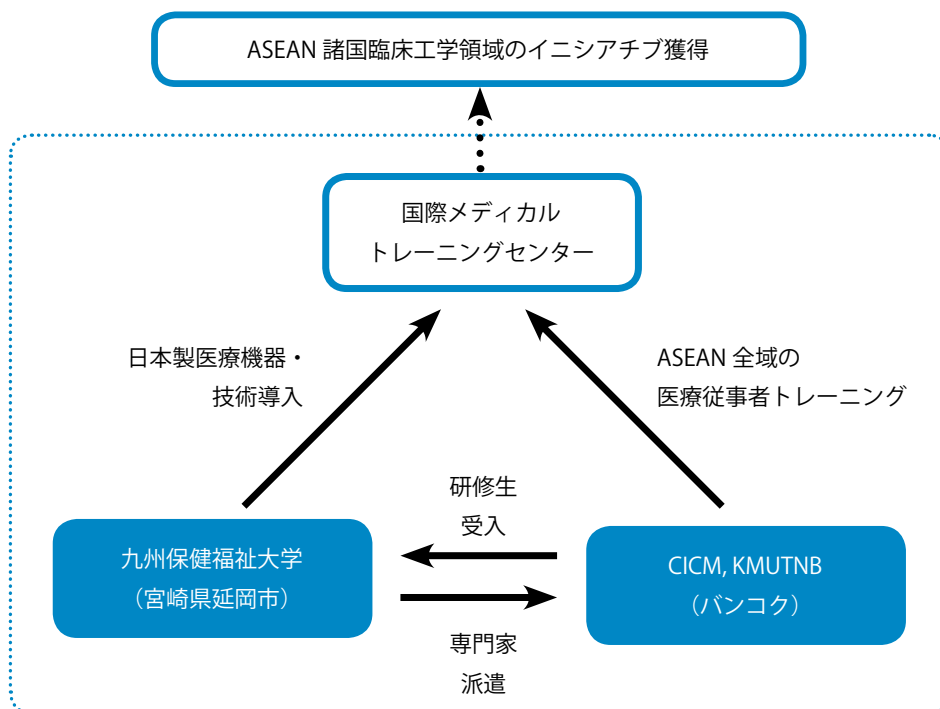 ASEAN 諸国臨床工学領域のイニシアチブ獲得
国際メディカル
トレーニングセンター
日本製医療機器・
技術導入
ASEAN 全域の
医療従事者トレーニング
研修生
受入
九州保健福祉大学
（宮崎県延岡市）
CICM, KMUTNB
（バンコク）
専門家
派遣